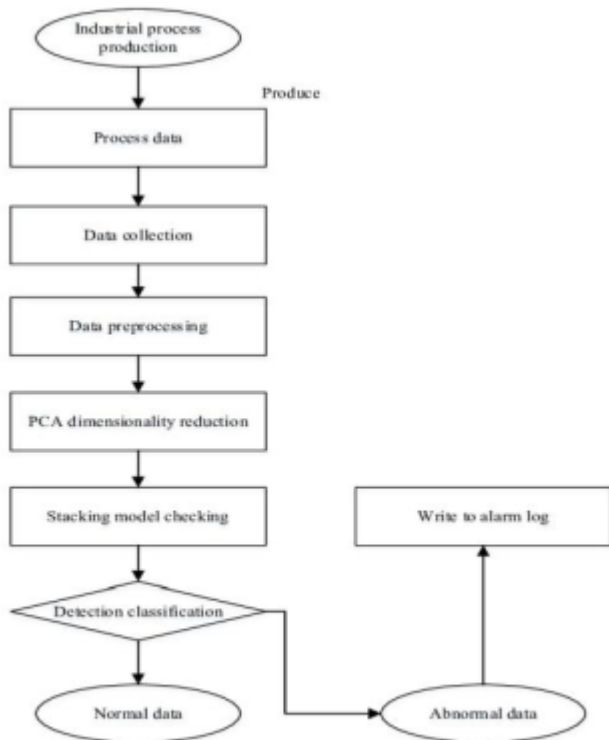 Industrial process
production
Produce
Process data
Data collection
Data preprocessing
PCA dimensionality reduction
Stacking model checking
Write to alarm log
Detection classification
Normal data
Abnormal data